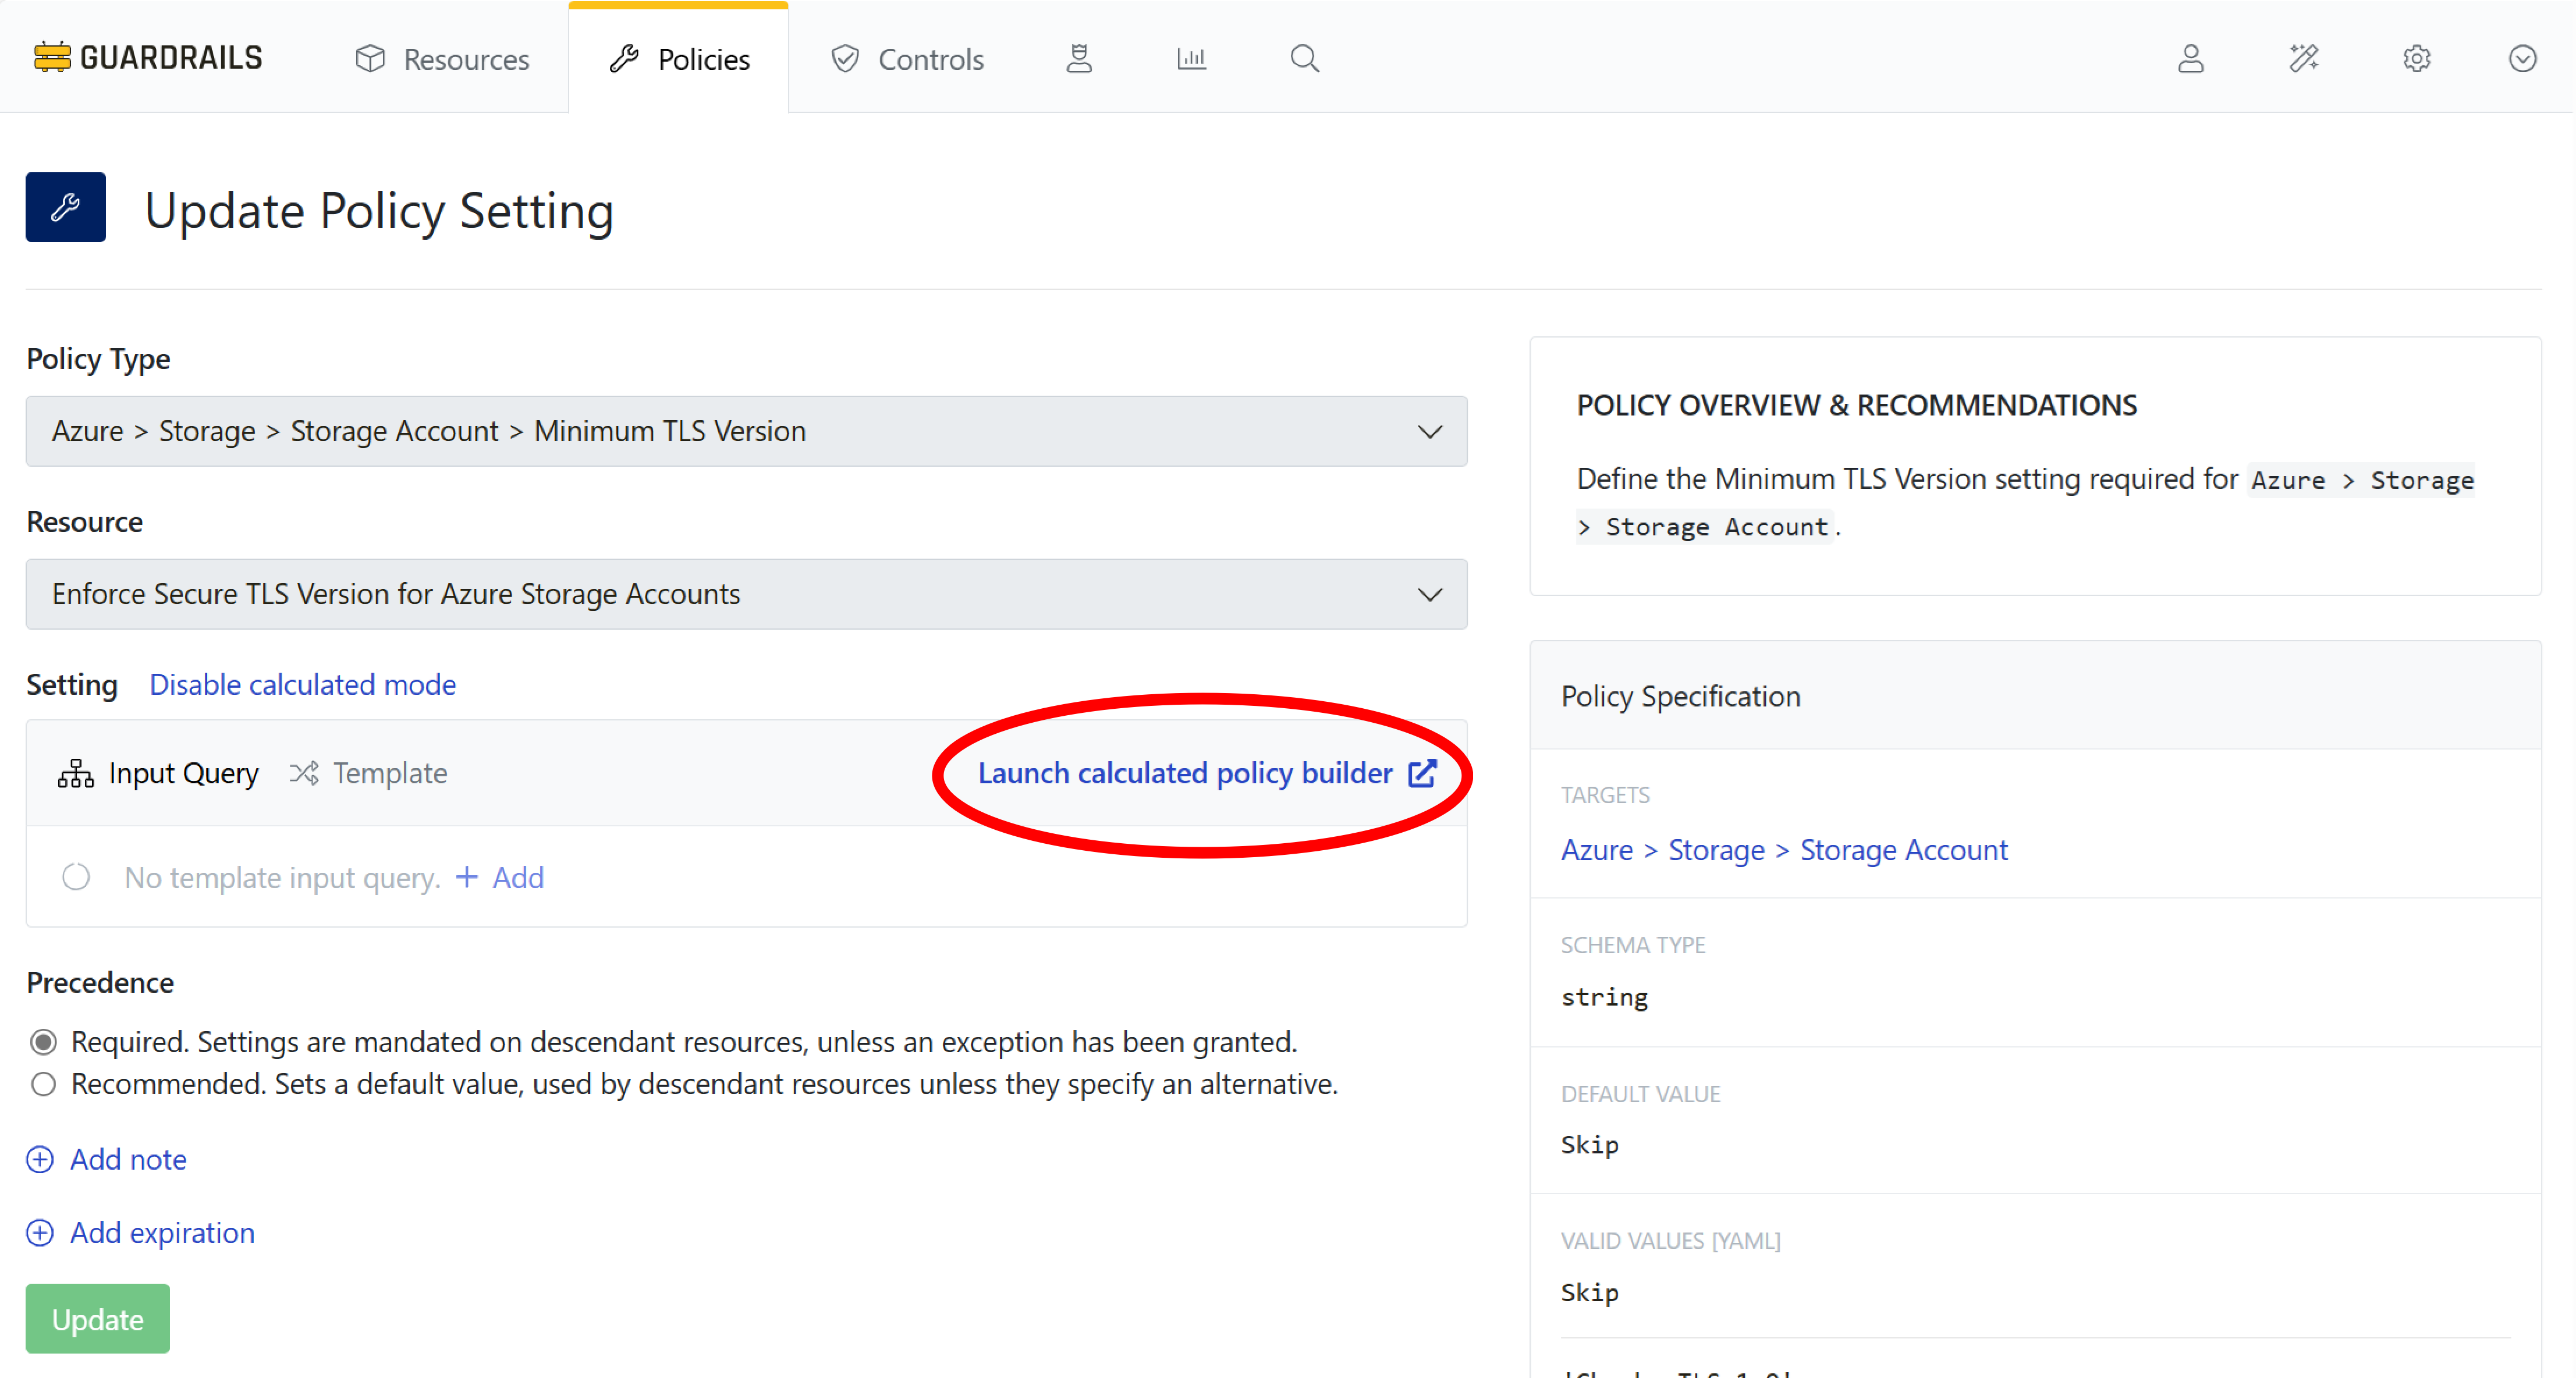 GUARDRAILS
Resources
Policies
Controls
Update Policy Setting
Policy Type
Azure > Storage > Storage Account > Minimum TLS Version
Resource
Enforce Secure TLS Version for Azure Storage Accounts
Setting Disable calculated mode
Input Query Template Launch calculated policy builder
No template input query. + Add
Precedence
Required. Settings are mandated on descendant resources, unless an exception has been granted.
Recommended. Sets a default value, used by descendant resources unless they specify an alternative.
Add note
Add expiration
Update
POLICY OVERVIEW & RECOMMENDATIONS
Define the Minimum TLS Version setting required for Azure > Storage
> Storage Account.
Policy Specification
TARGETS
Azure > Storage > Storage Account
SCHEMA TYPE
string
DEFAULT VALUE
Skip
VALID VALUES [YAML]
Skip